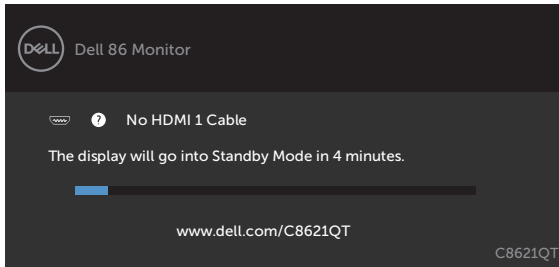 DELL Dell 86 Monitor
? No HDMI 1 Cable
The display will go into Standby Mode in 4 minutes.
www.dell.com/C8621QT
C8621QT